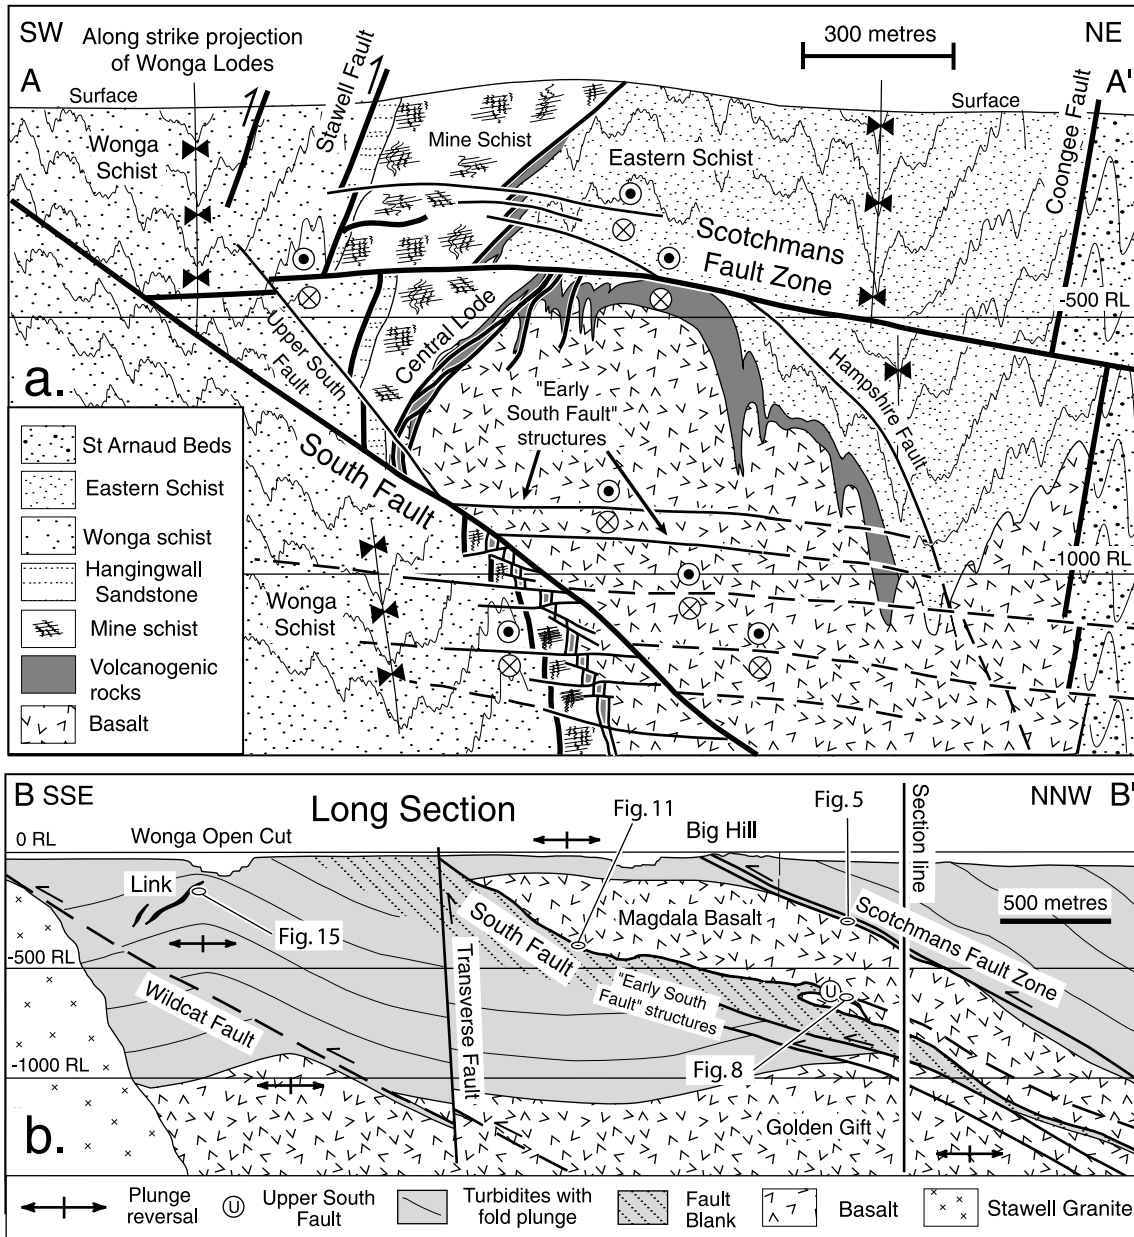 SW
Along strike projection
of Wonga Lodes
Stawell Fault
300 metres
NE
A
A'
Surface
Surface
Wonga
Schist
Mine Schist
Eastern Schist
Coongee Fault
Scotchmans
Fault Zone
-500 RL
Upper South
Fault
Central Lode
Hampshire Fault
a.
"Early
South Fault"
structures
South Fault
-1000 RL
Wonga
Schist
St Arnaud Beds
Eastern Schist
Wonga schist
Hangingwall
Sandstone
Mine schist
Volcanogenic
rocks
Basalt
B SSE
Long Section
Fig. 11
Fig. 5
Section line
NNW B'
0 RL
Wonga Open Cut
Big Hill
Link
Fig. 15
South Fault
Magdala Basalt
500 metres
Scotchmans Fault Zone
-500 RL
Wildcat Fault
Transverse Fault
"Early South
Fault" structures
U
-1000 RL
Fig. 8
Golden Gift
b.
Plunge
reversal
U
Upper South
Fault
Turbidites with
fold plunge
Fault
Blank
Basalt
Stawell Granite